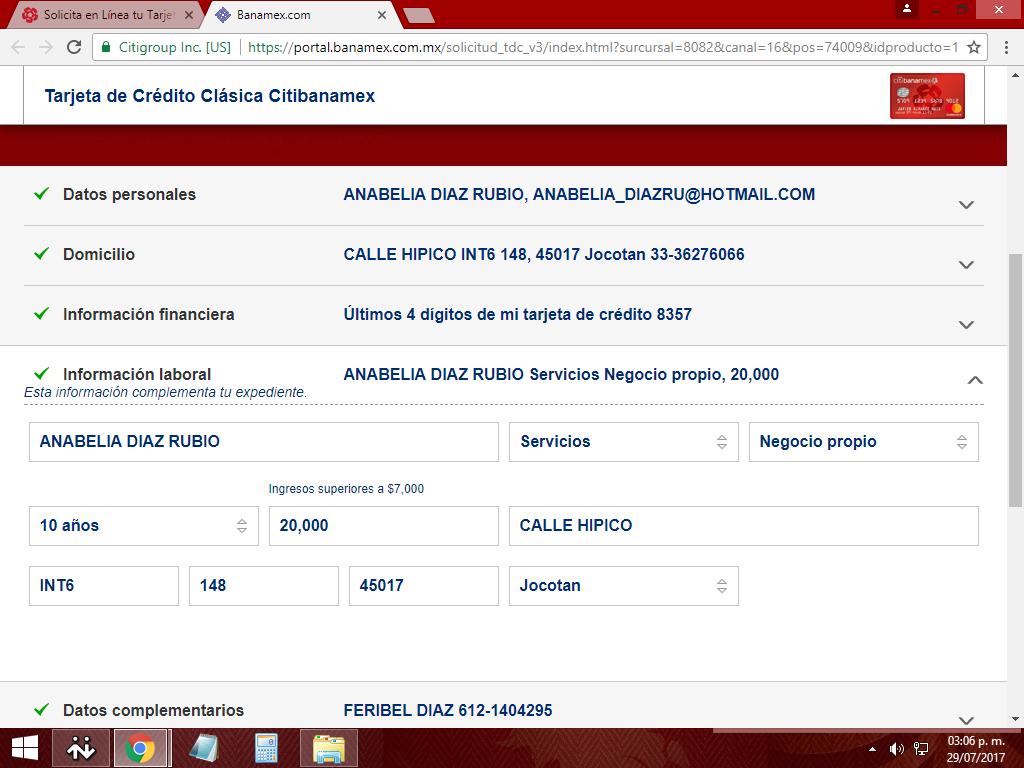 Solicita en Línea tu Tarjet
Banamex.com
Citigroup Inc. [US]
https://portal.banamex.com.mx/solicitud_tdc_v3/index.html?surcursal=8082&canal=16&pos=74009&idproducto=1
Tarjeta de Crédito Clásica Citibanamex
citibanamex
Datos personales ANABELIA DIAZ RUBIO, ANABELIA_DIAZRU@HOTMAIL.COM
Domicilio CALLE HIPICO INT6 148, 45017 Jocotan 33-36276066
Información financiera Últimos 4 dígitos de mi tarjeta de crédito 8357
Información laboral ANABELIA DIAZ RUBIO Servicios Negocio propio, 20,000
Esta información complementa tu expediente.
ANABELIA DIAZ RUBIO Servicios Negocio propio
Ingresos superiores a $7,000
10 años 20,000 CALLE HIPICO
INT6 148 45017 Jocotan
Datos complementarios FERIBEL DIAZ 612-1404295
03:06 p. m.
29/07/2017